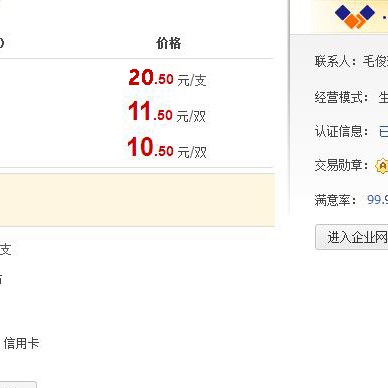 价格
20.50 元/支
11.50 元/双
10.50 元/双
支
信用卡
联系人：毛俊
经营模式： 生
认证信息：
交易勋章： A
满意率： 99.9
进入企业网